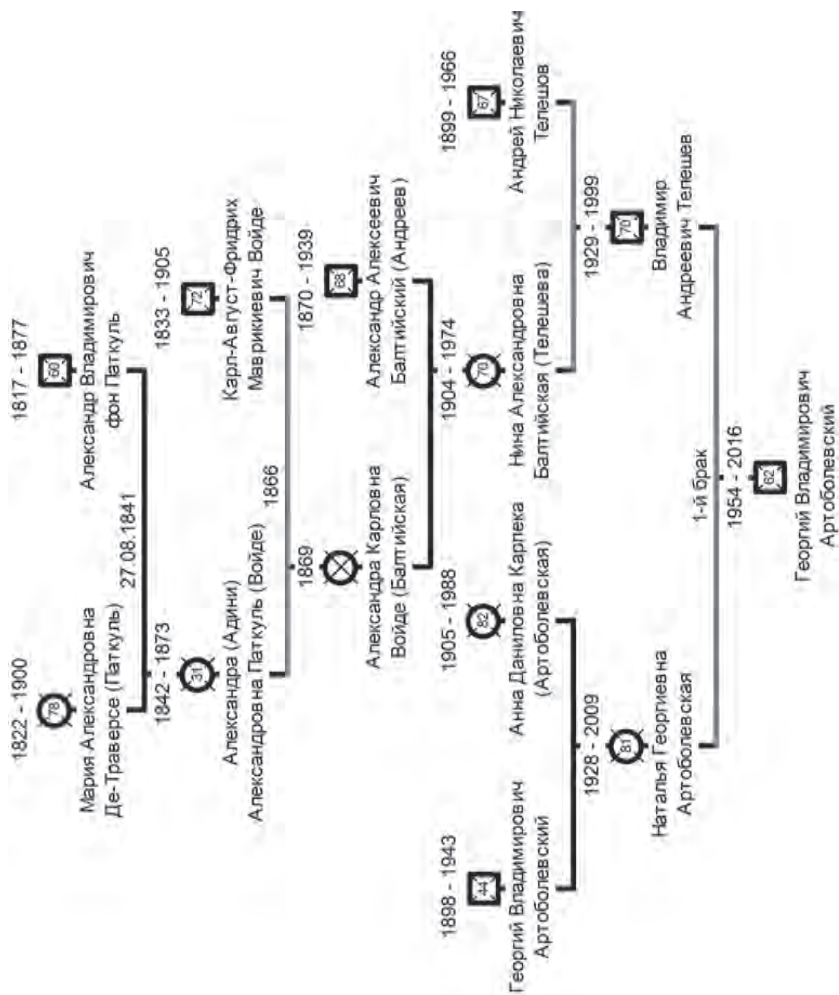 1822 - 1900
78
Мария Александровна
Де-Траверсе (Паткуль)
1817 - 1877
60
Александр Владимирович
фон Паткуль
27.08.1841
1842 - 1873
31
Александра (Адини)
Александровна Паткуль (Войде)
1833 - 1905
72
Карл-Август-Фридрих
Маврикиевич Войде
1866
1869
Александра Карловна
Войде (Балтийская)
1870 - 1939
68
Александр Алексеевич
Балтийский (Андреев)
1898 - 1943
44
Георгий Владимирович
Артоболевский
1905 - 1988
82
Анна Даниловна Карпека
(Артоболевская)
1904 - 1974
70
Нина Александровна
Балтийская (Телешева)
1899 - 1966
67
Андрей Николаевич
Телешов
1928 - 2009
81
Наталья Георгиевна
Артоболевская
1929 - 1999
70
Владимир
Андреевич Телешев
1-й брак
1954 - 2016
62
Георгий Владимирович
Артоболевский